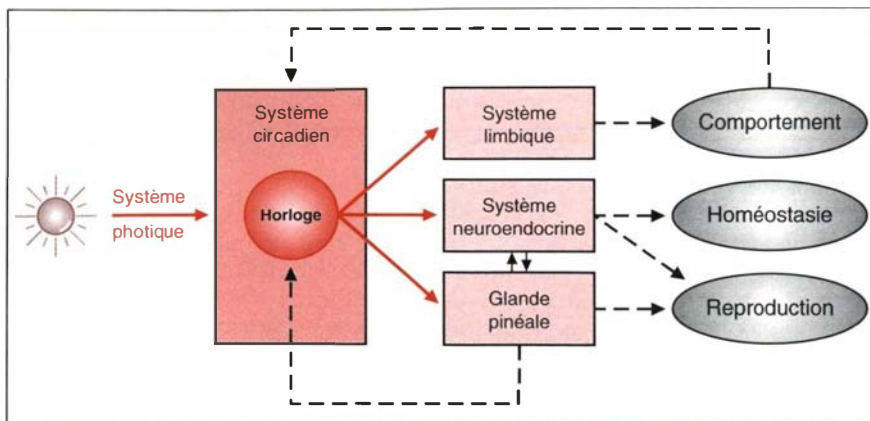 Système
circadien
Système
limbique
Comportement
Système
photique
Horloge
Système
neuroendocrine
Homéostasie
Glande
pinéale
Reproduction